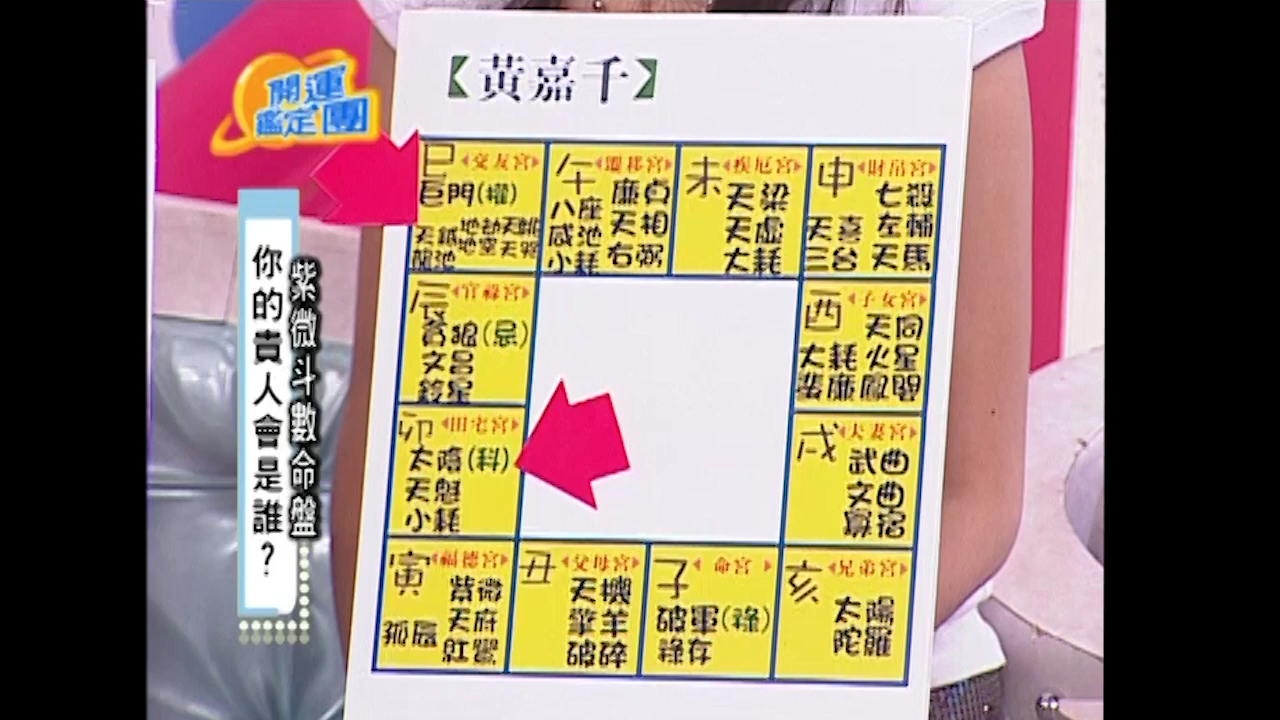 【黃嘉千】
開運
鑑定團
紫微斗數命盤
你的貴人會是誰？
巳 交友宮
巨門(權)
天鉞 地劫 天姚
龍池 地空 天哭
午 遷移宮
廉貞
八座 天相
咸池 右弼
小耗
未 疾厄宮
天梁
天虛
大耗
申 財帛宮
七殺
天喜 左輔
三台 天馬
辰 官祿宮
貪狼(忌)
文昌
鈴星
酉 子女宮
天同
大耗 火星
蜚廉 鳳閣
卯 田宅宮
太陰(科)
天魁
小耗
戌 夫妻宮
武曲
文曲
寡宿
寅 福德宮
紫微
孤辰 天府
紅鸞
丑 父母宮
天機
擎羊
破碎
子 命宮
破軍(祿)
祿存
亥 兄弟宮
太陽
陀羅